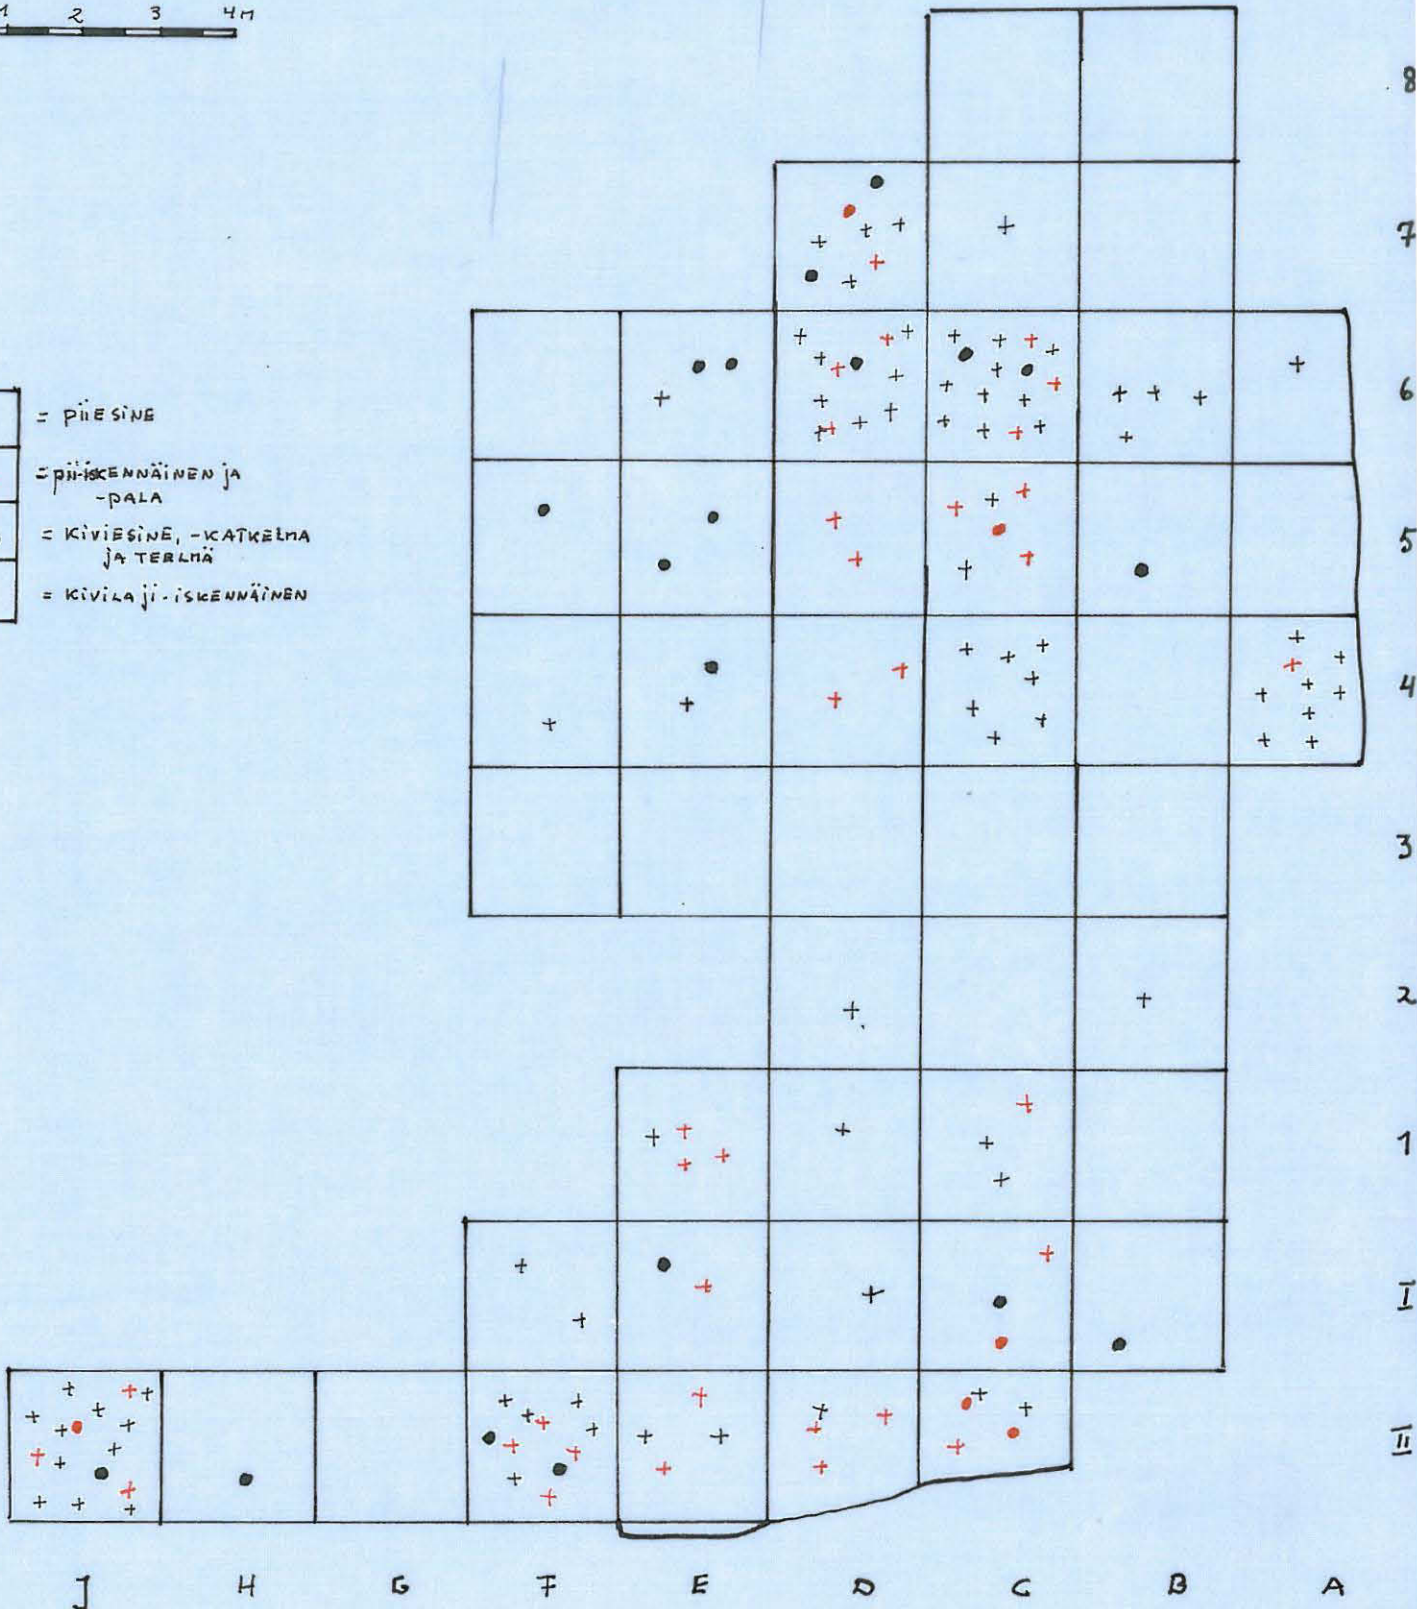 1 2 3 4m
8
7
= piiESiNE
6
= pii-iskENNÄiNEN ja
-PALA
= KiViESiNE, -KATKELMA
jA TERLMÄ
5
= KiViLAji-iSKENNÄiNEN
4
3
2
1
I
II
J H G F E D C B A